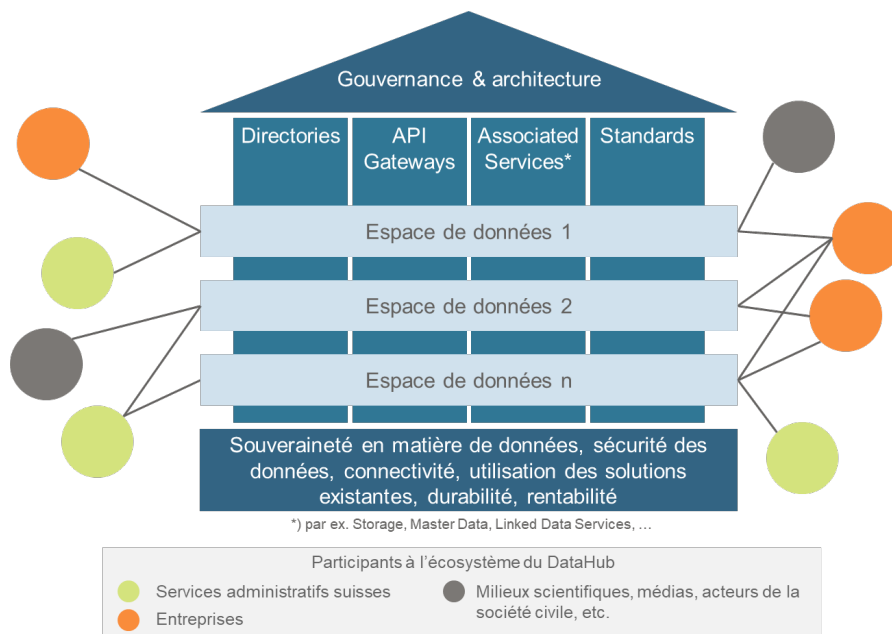 Gouvernance & architecture
Directories
API
Gateways
Associated
Services*
Standards
Espace de données 1
Espace de données 2
Espace de données n
Souveraineté en matière de données, sécurité des
données, connectivité, utilisation des solutions
existantes, durabilité, rentabilité
*) par ex. Storage, Master Data, Linked Data Services, ...
Participants à l'écosystème du DataHub
Services administratifs suisses
Entreprises
Milieux scientifiques, médias, acteurs de la
société civile, etc.